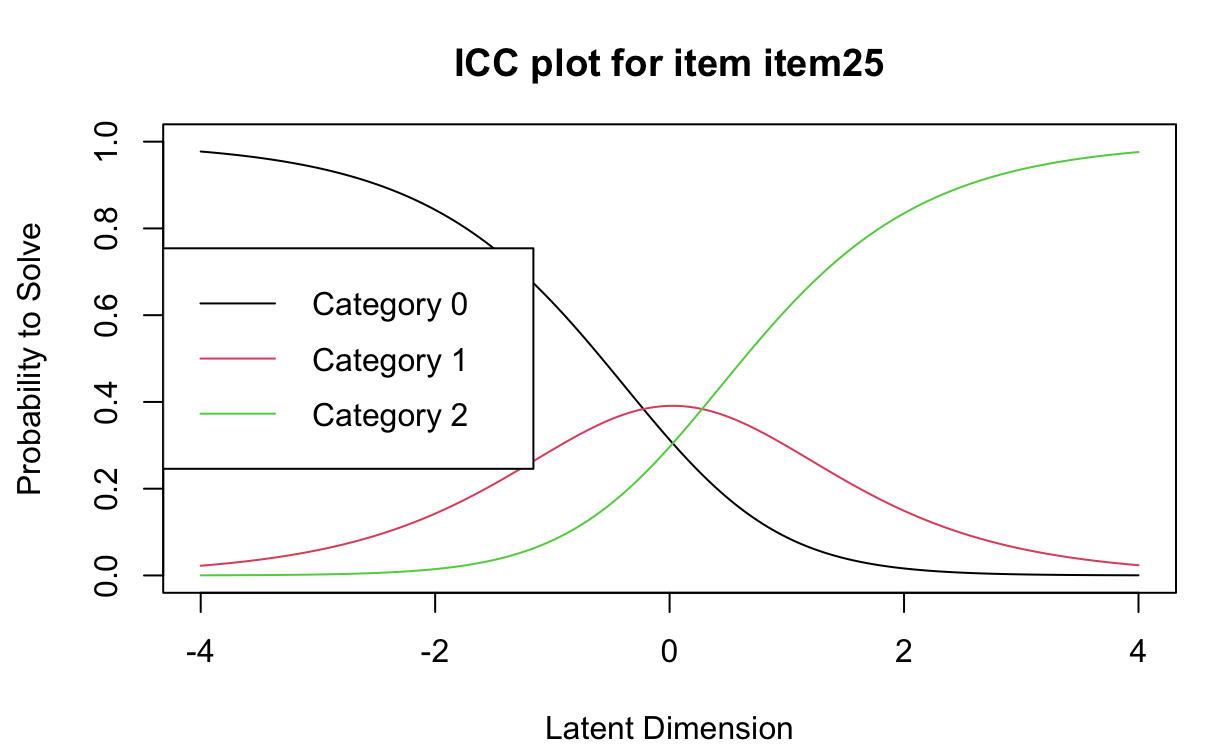 ICC plot for item item25
Probability to Solve
1.0
0.8
0.6
0.4
0.2
0.0
Category 0
Category 1
Category 2
-4
-2
0
2
4
Latent Dimension